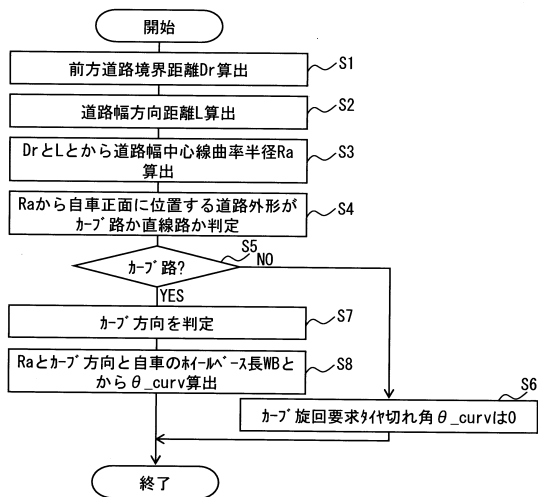 開始
前方道路境界距離Dr算出
S1
道路幅方向距離L算出
S2
DrとLとから道路幅中心線曲率半径Ra
算出
S3
Raから自車正面に位置する道路外形が
ｶｰﾌﾞ路か直線路か判定
S4
ｶｰﾌﾞ路?
S5
NO
YES
ｶｰﾌﾞ方向を判定
S7
Raとｶｰﾌﾞ方向と自車のﾎｲｰﾙﾍﾞｰｽ長WBと
からθ_curv算出
S8
S6
ｶｰﾌﾞ旋回要求ﾀｲﾔ切れ角θ_curvは0
終了